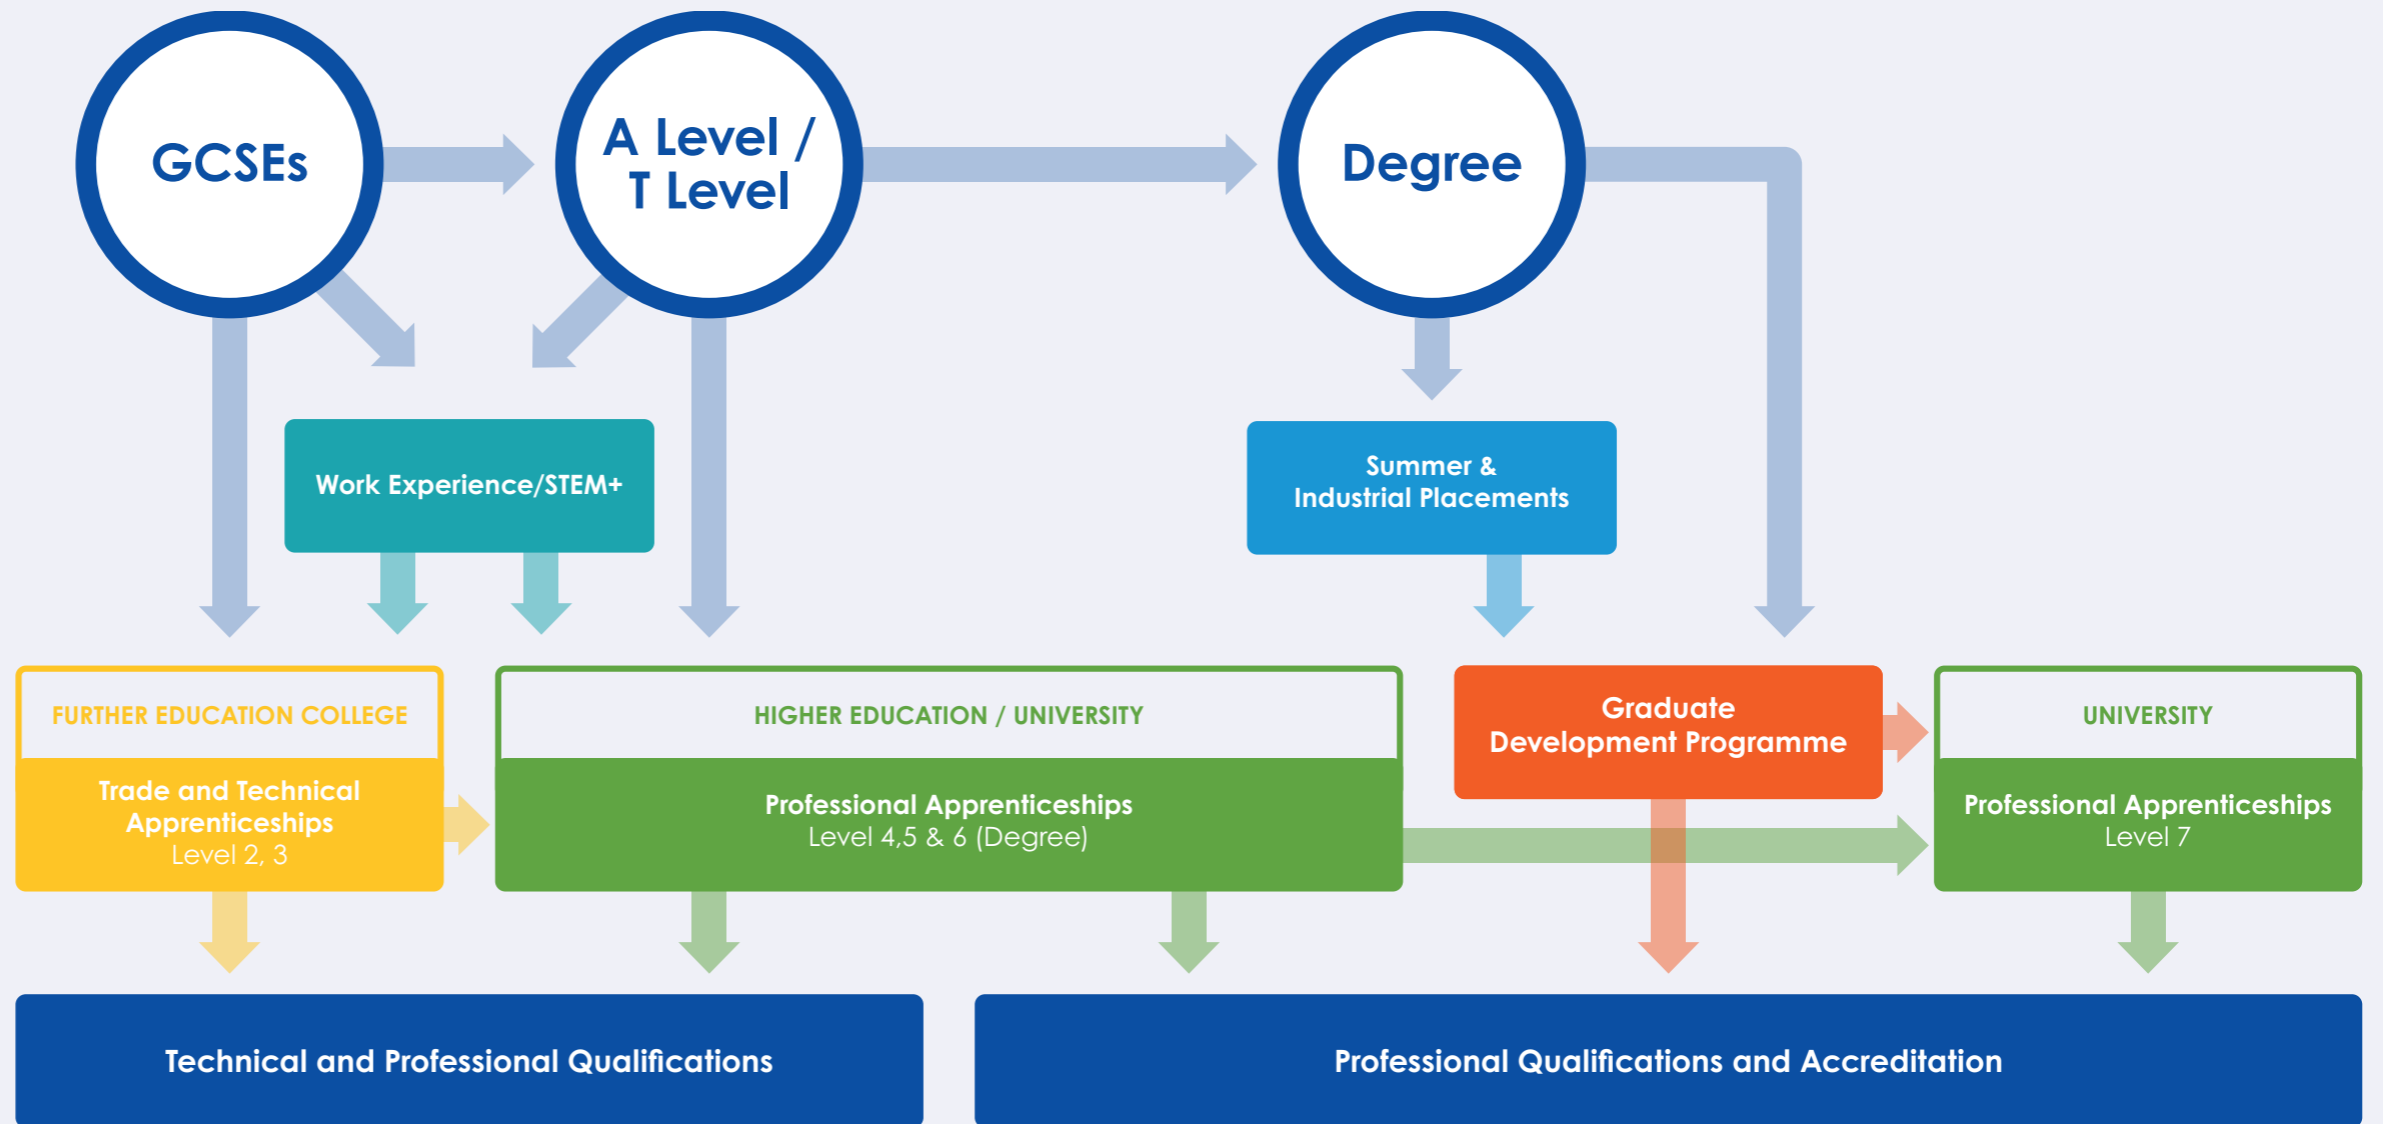 GCSEs
A Level /
T Level
Degree
Work Experience/STEM+
Summer &
Industrial Placements
FURTHER EDUCATION COLLEGE
Trade and Technical
Apprenticeships
Level 2, 3
HIGHER EDUCATION / UNIVERSITY
Professional Apprenticeships
Level 4,5 & 6 (Degree)
Graduate
Development Programme
UNIVERSITY
Professional Apprenticeships
Level 7
Technical and Professional Qualifications
Professional Qualifications and Accreditation